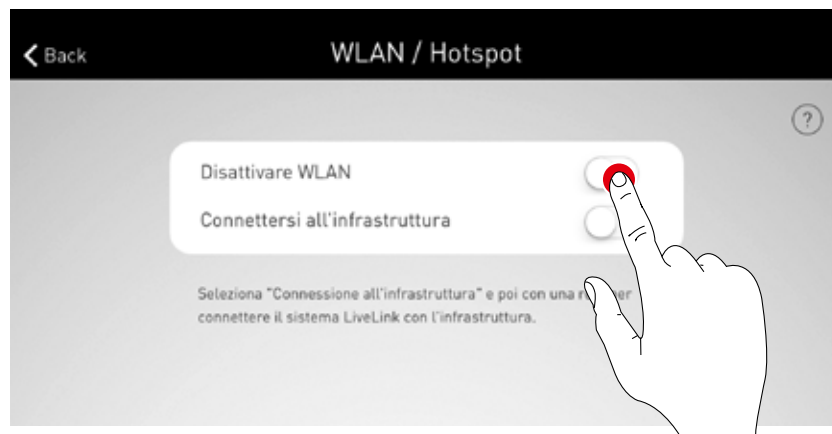 Back
WLAN / Hotspot
?
Disattivare WLAN
Connettersi all'infrastruttura
Seleziona "Connessione all'infrastruttura" e poi con una
connettere il sistema LiveLink con l'infrastruttura.